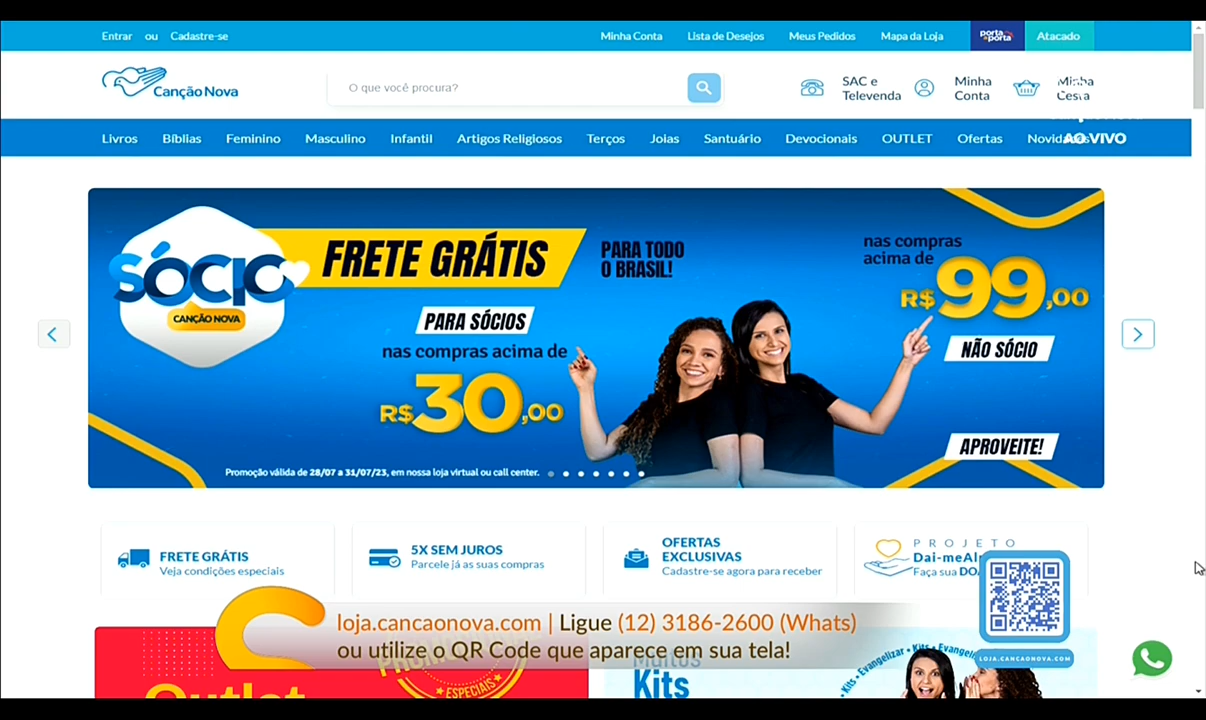 Entrar ou Cadastre-se Minha Conta Lista de Desejos Meus Pedidos Mapa da Loja porta a porta Atacado
Canção Nova
O que você procura?
SAC e
Televenda
Minha
Conta
Minha
Cesta
Livros Bíblias Feminino Masculino Infantil Artigos Religiosos Terços Joias Santuário Devocionais OUTLET Ofertas
AO VIVO
SÓCIO
CANÇÃO NOVA
FRETE GRÁTIS
PARA TODO
O BRASIL!
PARA SÓCIOS
nas compras acima de
R$30,00
nas compras
acima de
R$99,00
NÃO SÓCIO
APROVEITE!
Promoção válida de 28/07 a 31/07/23, em nossa loja virtual ou call center.
FRETE GRÁTIS
Veja condições especiais
5X SEM JUROS
Parcele já as suas compras
OFERTAS
EXCLUSIVAS
Cadastre-se agora para receber
PROJETO
Faça sua
loja.cancaonova.com | Ligue (12) 3186-2600 (Whats)
ou utilize o QR Code que aparece em sua tela!
LOJA.CANCAONOVA.COM
Outlet
ESPECIAIS
Muitos
Kits
Evangelizar • Kits •